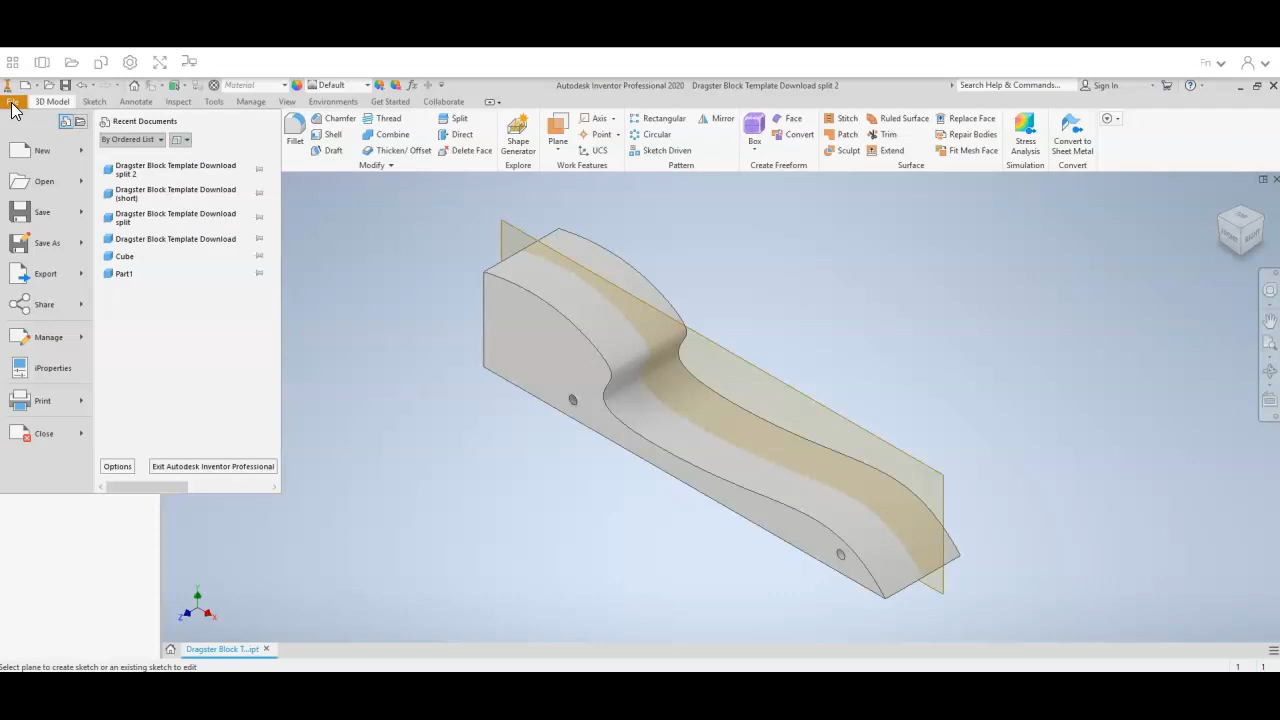 Fn
Material
Default
fx
Autodesk Inventor Professional 2020 Dragster Block Template Download split 2
Search Help & Commands...
Sign In
3D Model
Sketch
Annotate
Inspect
Tools
Manage
View
Environments
Get Started
Collaborate
Recent Documents
By Ordered List
New
Open
Save
Save As
Export
Share
Manage
iProperties
Print
Close
Dragster Block Template Download
split 2
Dragster Block Template Download
(short)
Dragster Block Template Download
split
Dragster Block Template Download
Cube
Part1
Options
Exit Autodesk Inventor Professional
Fillet
Chamfer
Shell
Draft
Thread
Combine
Thicken/ Offset
Split
Direct
Delete Face
Modify
Shape
Generator
Explore
Plane
Axis
Point
UCS
Work Features
Rectangular
Circular
Sketch Driven
Mirror
Pattern
Box
Face
Convert
Create Freeform
Stitch
Patch
Sculpt
Ruled Surface
Trim
Extend
Replace Face
Repair Bodies
Fit Mesh Face
Surface
Stress
Analysis
Simulation
Convert to
Sheet Metal
Convert
TOP
FRONT
RIGHT
Y
Z
X
Dragster Block T...ipt
Select plane to create sketch or an existing sketch to edit
1
1